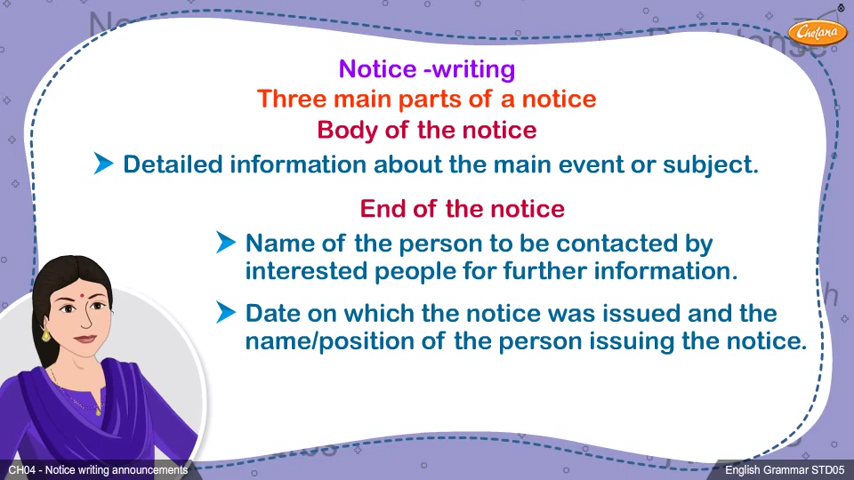 Chetana
Notice -writing
Three main parts of a notice
Body of the notice
➤ Detailed information about the main event or subject.
End of the notice
➤ Name of the person to be contacted by
interested people for further information.
➤ Date on which the notice was issued and the
name/position of the person issuing the notice.
CH04 - Notice writing announcements
English Grammar STD05